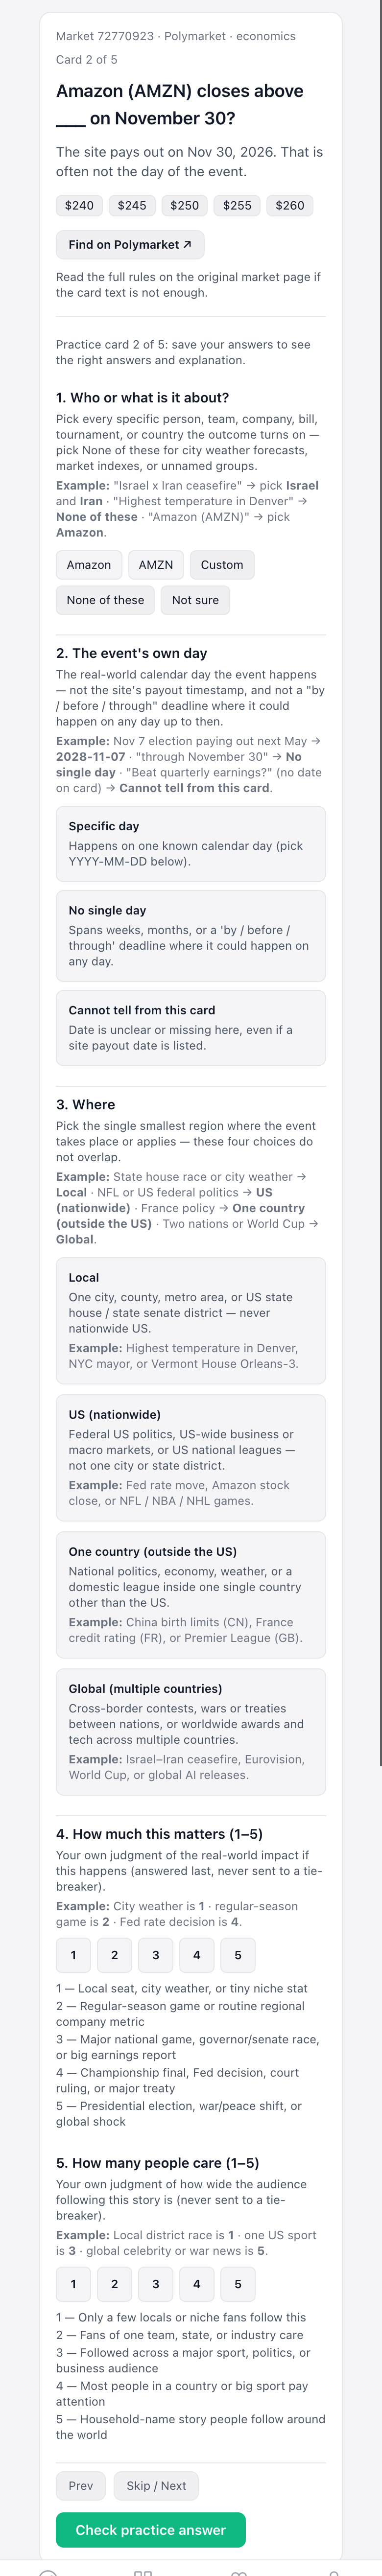 Market 72770923 · Polymarket · economics
Card 2 of 5
Amazon (AMZN) closes above
___ on November 30?
The site pays out on Nov 30, 2026. That is
often not the day of the event.
$240 $245 $250 $255 $260
Find on Polymarket ↗
Read the full rules on the original market page if
the card text is not enough.
Practice card 2 of 5: save your answers to see
the right answers and explanation.
1. Who or what is it about?
Pick every specific person, team, company, bill,
tournament, or country the outcome turns on —
pick None of these for city weather forecasts,
market indexes, or unnamed groups.
Example: "Israel x Iran ceasefire" → pick Israel
and Iran · "Highest temperature in Denver" →
None of these · "Amazon (AMZN)" → pick
Amazon.
Amazon AMZN Custom
None of these Not sure
2. The event's own day
The real-world calendar day the event happens
— not the site's payout timestamp, and not a "by
/ before / through" deadline where it could
happen on any day up to then.
Example: Nov 7 election paying out next May →
2028-11-07 · "through November 30" → No
single day · "Beat quarterly earnings?" (no date
on card) → Cannot tell from this card.
Specific day
Happens on one known calendar day (pick
YYYY-MM-DD below).
No single day
Spans weeks, months, or a 'by / before /
through' deadline where it could happen on
any day.
Cannot tell from this card
Date is unclear or missing here, even if a
site payout date is listed.
3. Where
Pick the single smallest region where the event
takes place or applies — these four choices do
not overlap.
Example: State house race or city weather →
Local · NFL or US federal politics → US
(nationwide) · France policy → One country
(outside the US) · Two nations or World Cup →
Global.
Local
One city, county, metro area, or US state
house / state senate district — never
nationwide US.
Example: Highest temperature in Denver,
NYC mayor, or Vermont House Orleans-3.
US (nationwide)
Federal US politics, US-wide business or
macro markets, or US national leagues —
not one city or state district.
Example: Fed rate move, Amazon stock
close, or NFL / NBA / NHL games.
One country (outside the US)
National politics, economy, weather, or a
domestic league inside one single country
other than the US.
Example: China birth limits (CN), France
credit rating (FR), or Premier League (GB).
Global (multiple countries)
Cross-border contests, wars or treaties
between nations, or worldwide awards and
tech across multiple countries.
Example: Israel–Iran ceasefire, Eurovision,
World Cup, or global AI releases.
4. How much this matters (1–5)
Your own judgment of the real-world impact if
this happens (answered last, never sent to a tie-
breaker).
Example: City weather is 1 · regular-season
game is 2 · Fed rate decision is 4.
1 2 3 4 5
1 — Local seat, city weather, or tiny niche stat
2 — Regular-season game or routine regional
company metric
3 — Major national game, governor/senate race,
or big earnings report
4 — Championship final, Fed decision, court
ruling, or major treaty
5 — Presidential election, war/peace shift, or
global shock
5. How many people care (1–5)
Your own judgment of how wide the audience
following this story is (never sent to a tie-
breaker).
Example: Local district race is 1 · one US sport
is 3 · global celebrity or war news is 5.
1 2 3 4 5
1 — Only a few locals or niche fans follow this
2 — Fans of one team, state, or industry care
3 — Followed across a major sport, politics, or
business audience
4 — Most people in a country or big sport pay
attention
5 — Household-name story people follow around
the world
Prev Skip / Next
Check practice answer